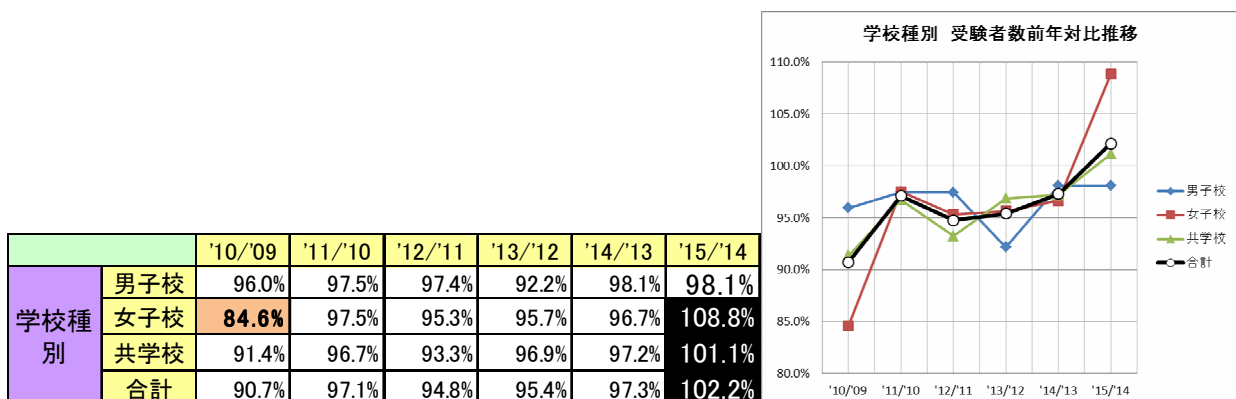 学校種別 受験者数前年対比推移
110.0%
105.0%
100.0%
95.0%
90.0%
85.0%
80.0%
'10/'09 '11/'10 '12/'11 '13/'12 '14/'13 '15/'14
男子校
女子校
共学校
合計
'10/'09 '11/'10 '12/'11 '13/'12 '14/'13 '15/'14
学校種別
男子校 96.0% 97.5% 97.4% 92.2% 98.1% 98.1%
女子校 84.6% 97.5% 95.3% 95.7% 96.7% 108.8%
共学校 91.4% 96.7% 93.3% 96.9% 97.2% 101.1%
合計 90.7% 97.1% 94.8% 95.4% 97.3% 102.2%